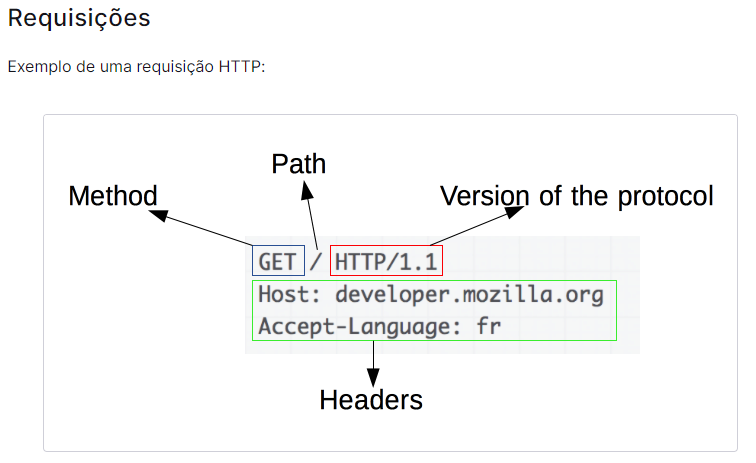 Requisições
Exemplo de uma requisição HTTP:
Path
Method
Version of the protocol
GET / HTTP/1.1
Host: developer.mozilla.org
Accept-Language: fr
Headers